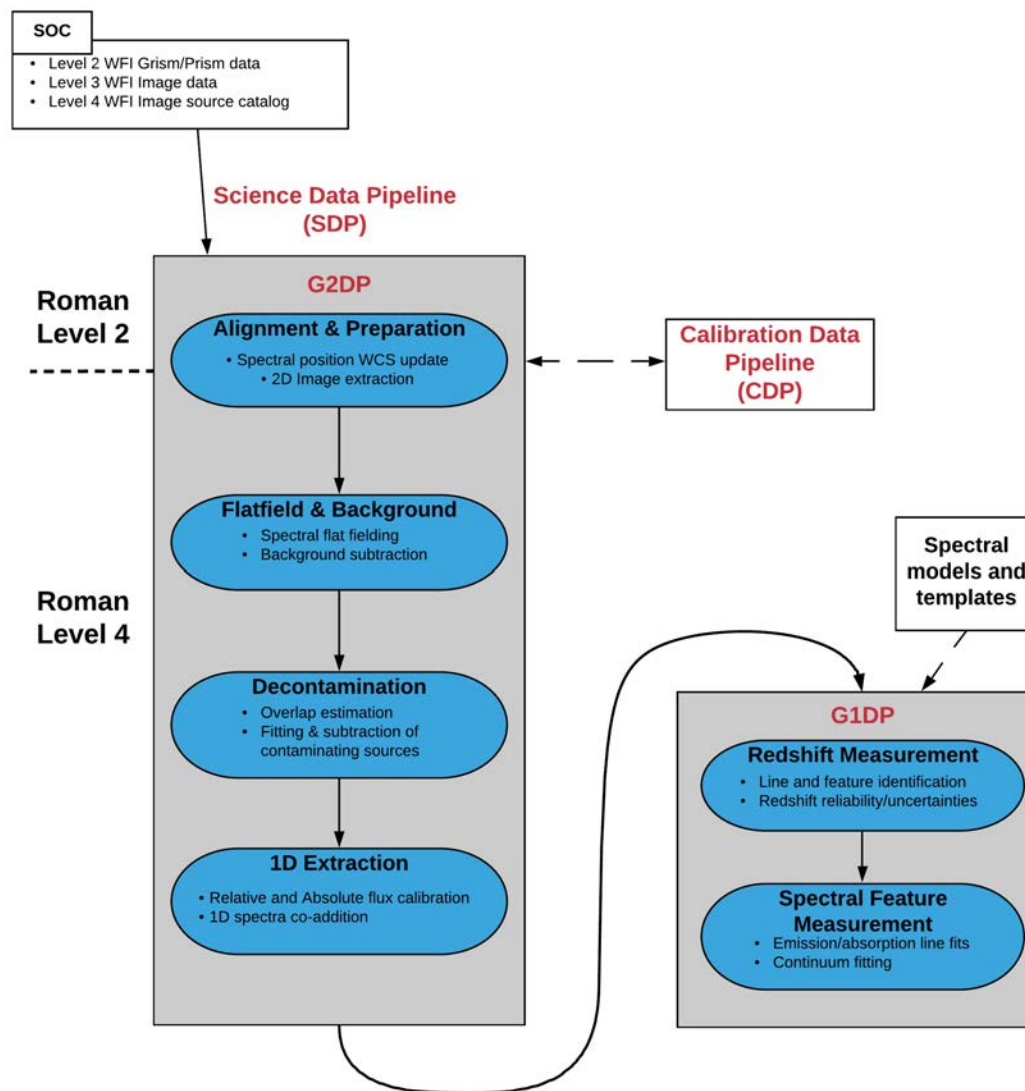 SOC
• Level 2 WFI Grism/Prism data
• Level 3 WFI Image data
• Level 4 WFI Image source catalog
Science Data Pipeline
(SDP)
Roman
Level 2
G2DP
Alignment & Preparation
• Spectral position WCS update
• 2D Image extraction
Calibration Data
Pipeline
(CDP)
Flatfield & Background
• Spectral flat fielding
• Background subtraction
Roman
Level 4
Decontamination
• Overlap estimation
• Fitting & subtraction of
contaminating sources
1D Extraction
• Relative and Absolute flux calibration
• 1D spectra co-addition
Spectral
models and
templates
G1DP
Redshift Measurement
• Line and feature identification
• Redshift reliability/uncertainties
Spectral Feature
Measurement
• Emission/absorption line fits
• Continuum fitting